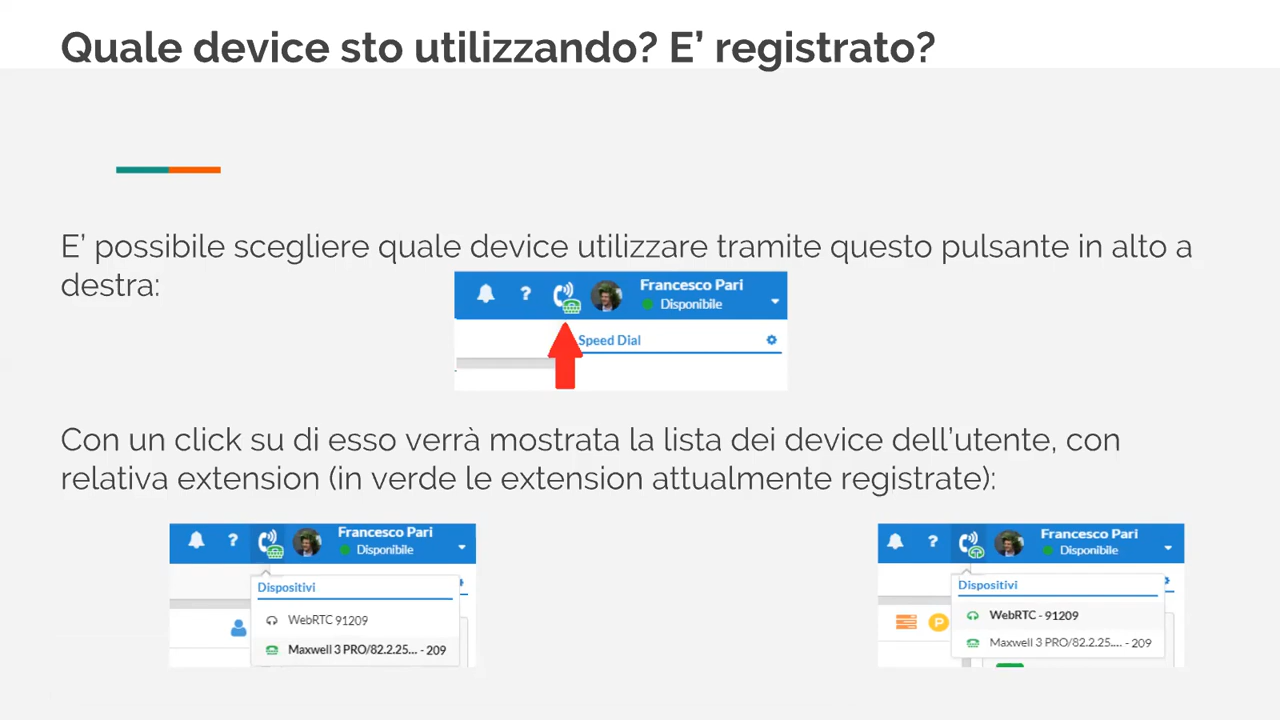 Quale device sto utilizzando? E' registrato?
E' possibile scegliere quale device utilizzare tramite questo pulsante in alto a
destra:
? Francesco Pari
Disponibile
Speed Dial
Con un click su di esso verrà mostrata la lista dei device dell'utente, con
relativa extension (in verde le extension attualmente registrate):
? Francesco Pari
Disponibile
Dispositivi
WebRTC 91209
Maxwell 3 PRO/82.2.25... - 209
? Francesco Pari
Disponibile
Dispositivi
P
WebRTC - 91209
Maxwell 3 PRO/82.2.25.... - 209